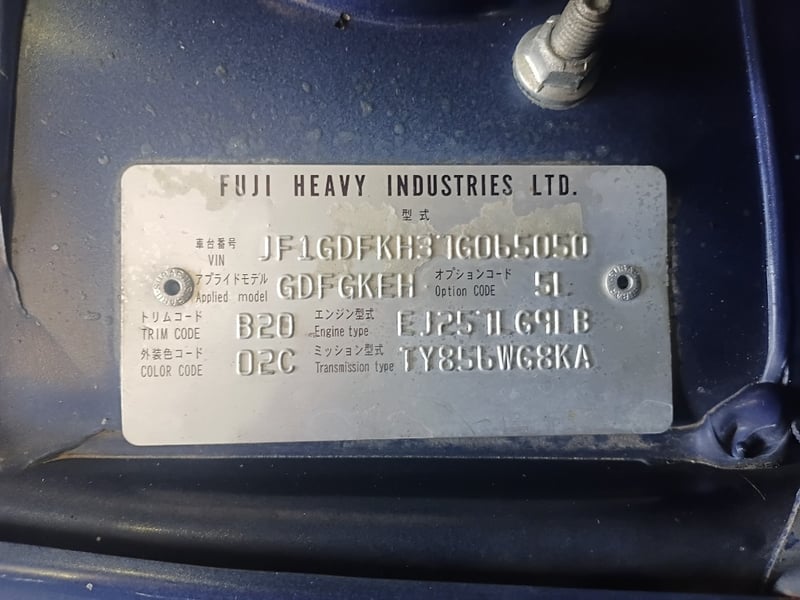 FUJI HEAVY INDUSTRIES LTD.
型式
車台番号 VIN JF1GDFKH37G065050
アプライドモデル Applied model GDFGKEH オプションコード Option CODE 5L
トリムコード TRIM CODE B20 エンジン型式 Engine type EJ257LG9LB
外装色コード COLOR CODE 02C ミッション型式 Transmission type TY856WG8KA